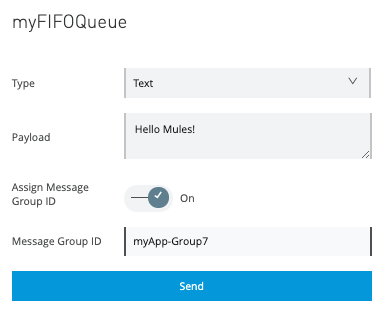 myFIFOQueue
Type Text
Payload Hello Mules!
Assign Message
Group ID On
Message Group ID myApp-Group7
Send